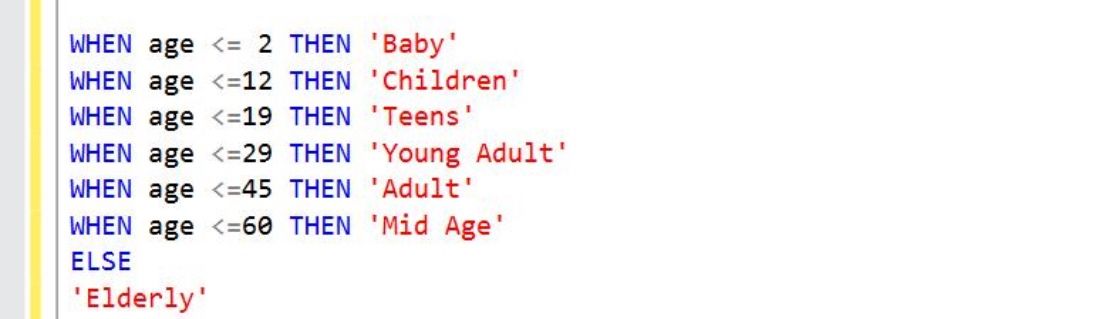 WHEN age <= 2 THEN 'Baby'
WHEN age <=12 THEN 'Children'
WHEN age <=19 THEN 'Teens'
WHEN age <=29 THEN 'Young Adult'
WHEN age <=45 THEN 'Adult'
WHEN age <=60 THEN 'Mid Age'
ELSE
'Elderly'